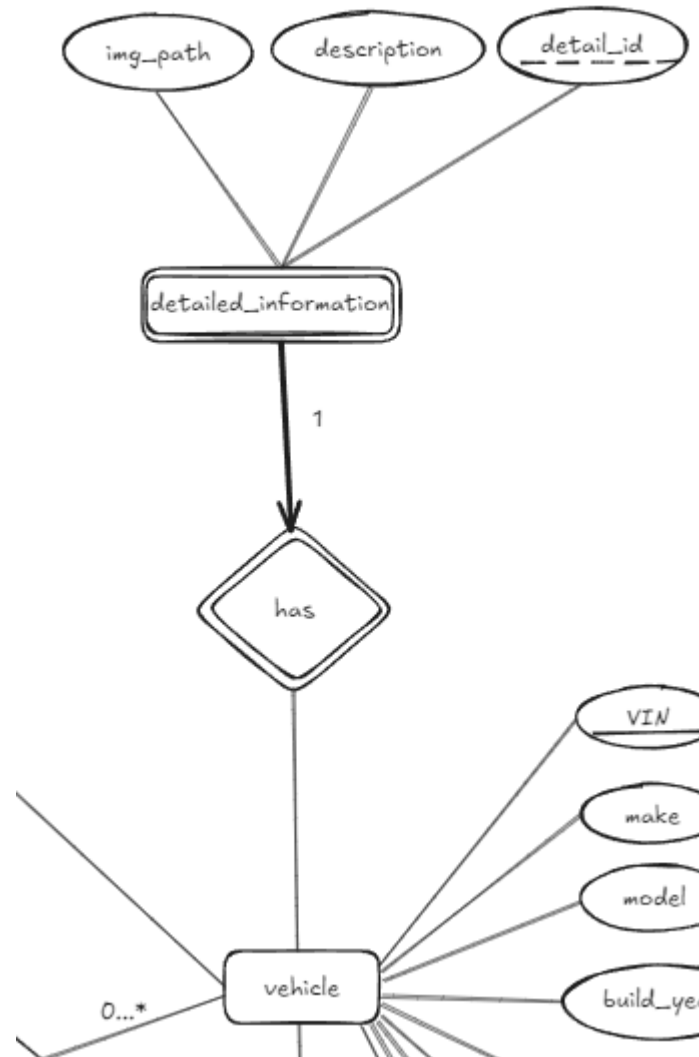 img_path
description
detail_id
detailed_information
1
has
VIN
make
model
vehicle
0...*